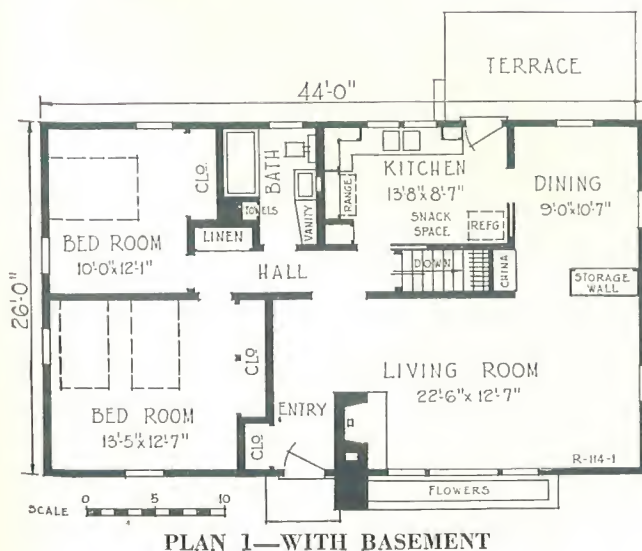 TERRACE
44'-0"
26'-0"
CLO.
BATH
TOWELS
VANITY
LINEN
BED ROOM
10'-0"x12'-1"
KITCHEN
13'8"x8'-7"
RANGE
SNACK
SPACE
REFG
DINING
9'-0"x10'-7"
HALL
DOWN
CHINA
STORAGE
WALL
BED ROOM
13'-5"x12'-7"
CLO
CLO
ENTRY
LIVING ROOM
22'-6"x 12'-7"
R-114-1
FLOWERS
SCALE 0 5 10
PLAN 1—WITH BASEMENT